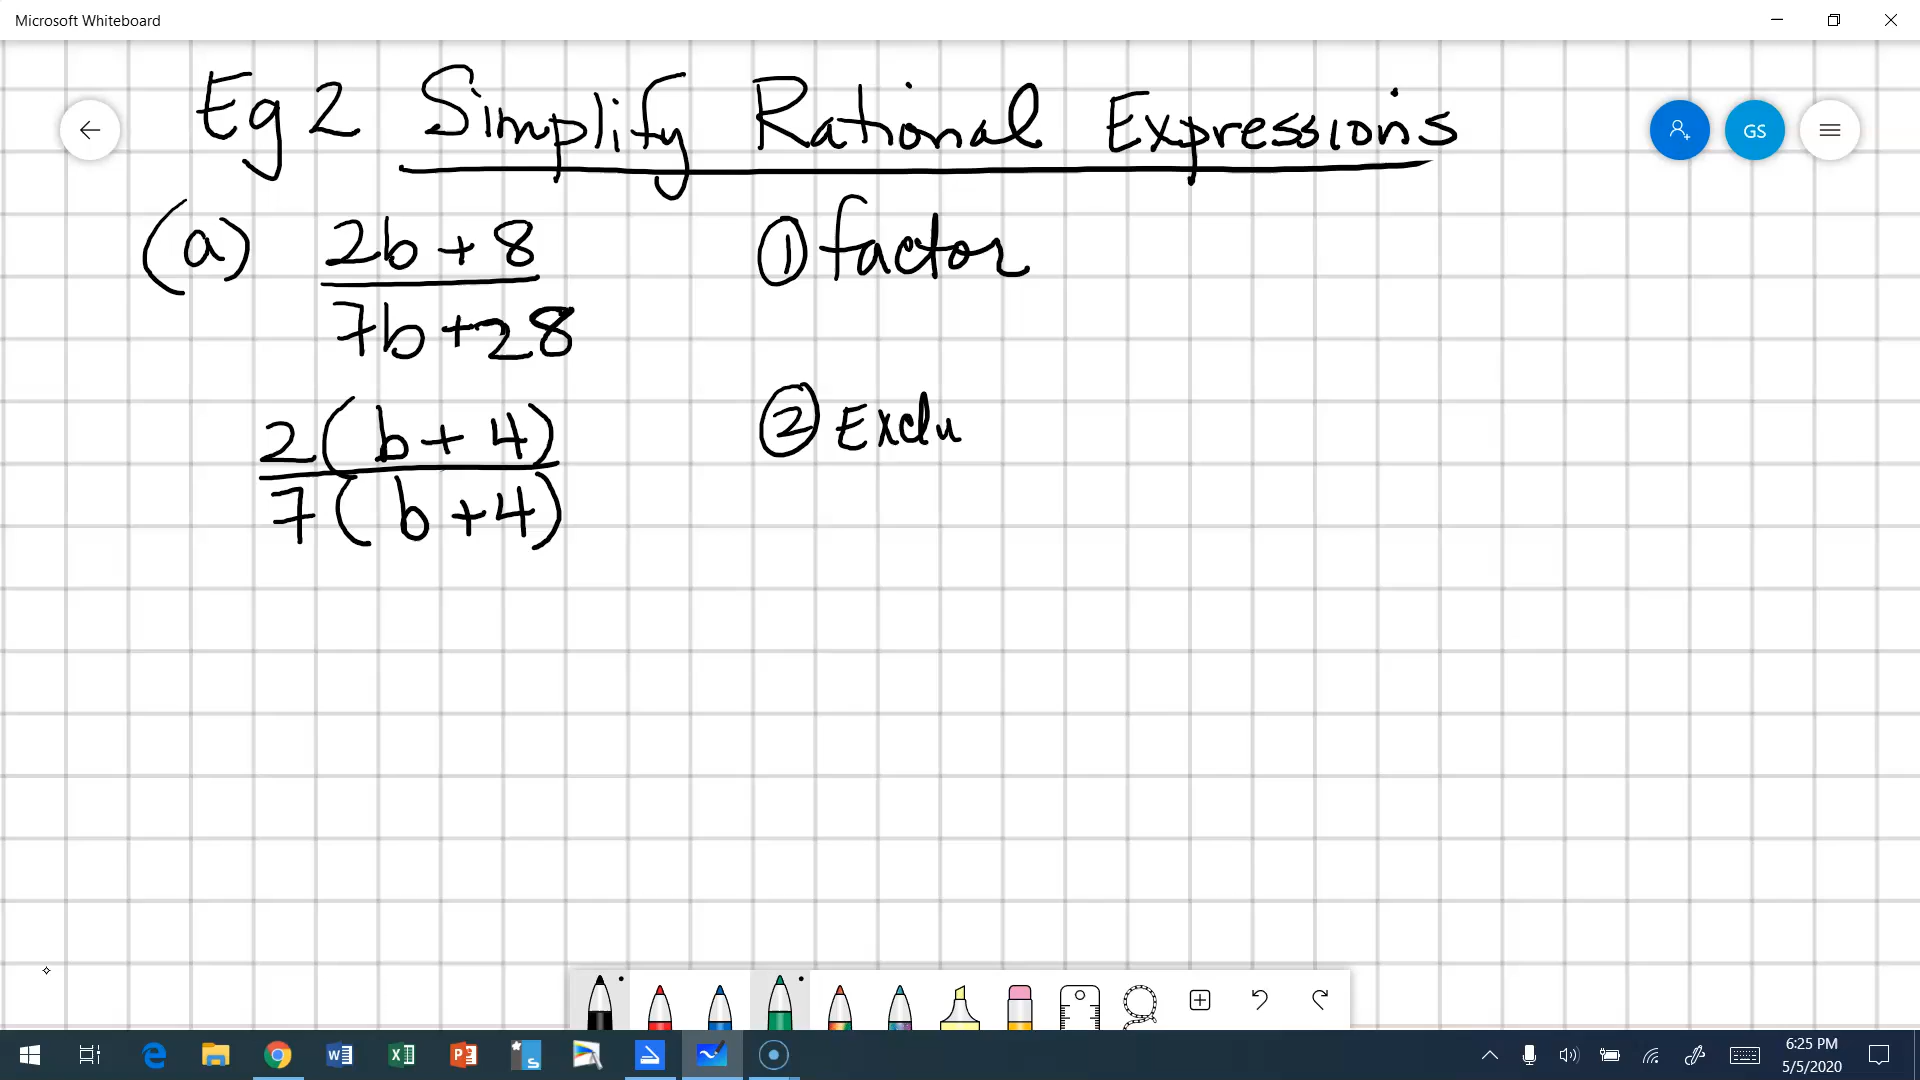 Microsoft Whiteboard
Eg 2 Simplify Rational Expressions
GS
(a) 2b + 8
7b + 28
① factor
2(b + 4)
7(b + 4)
② Exclu
6:25 PM
5/5/2020